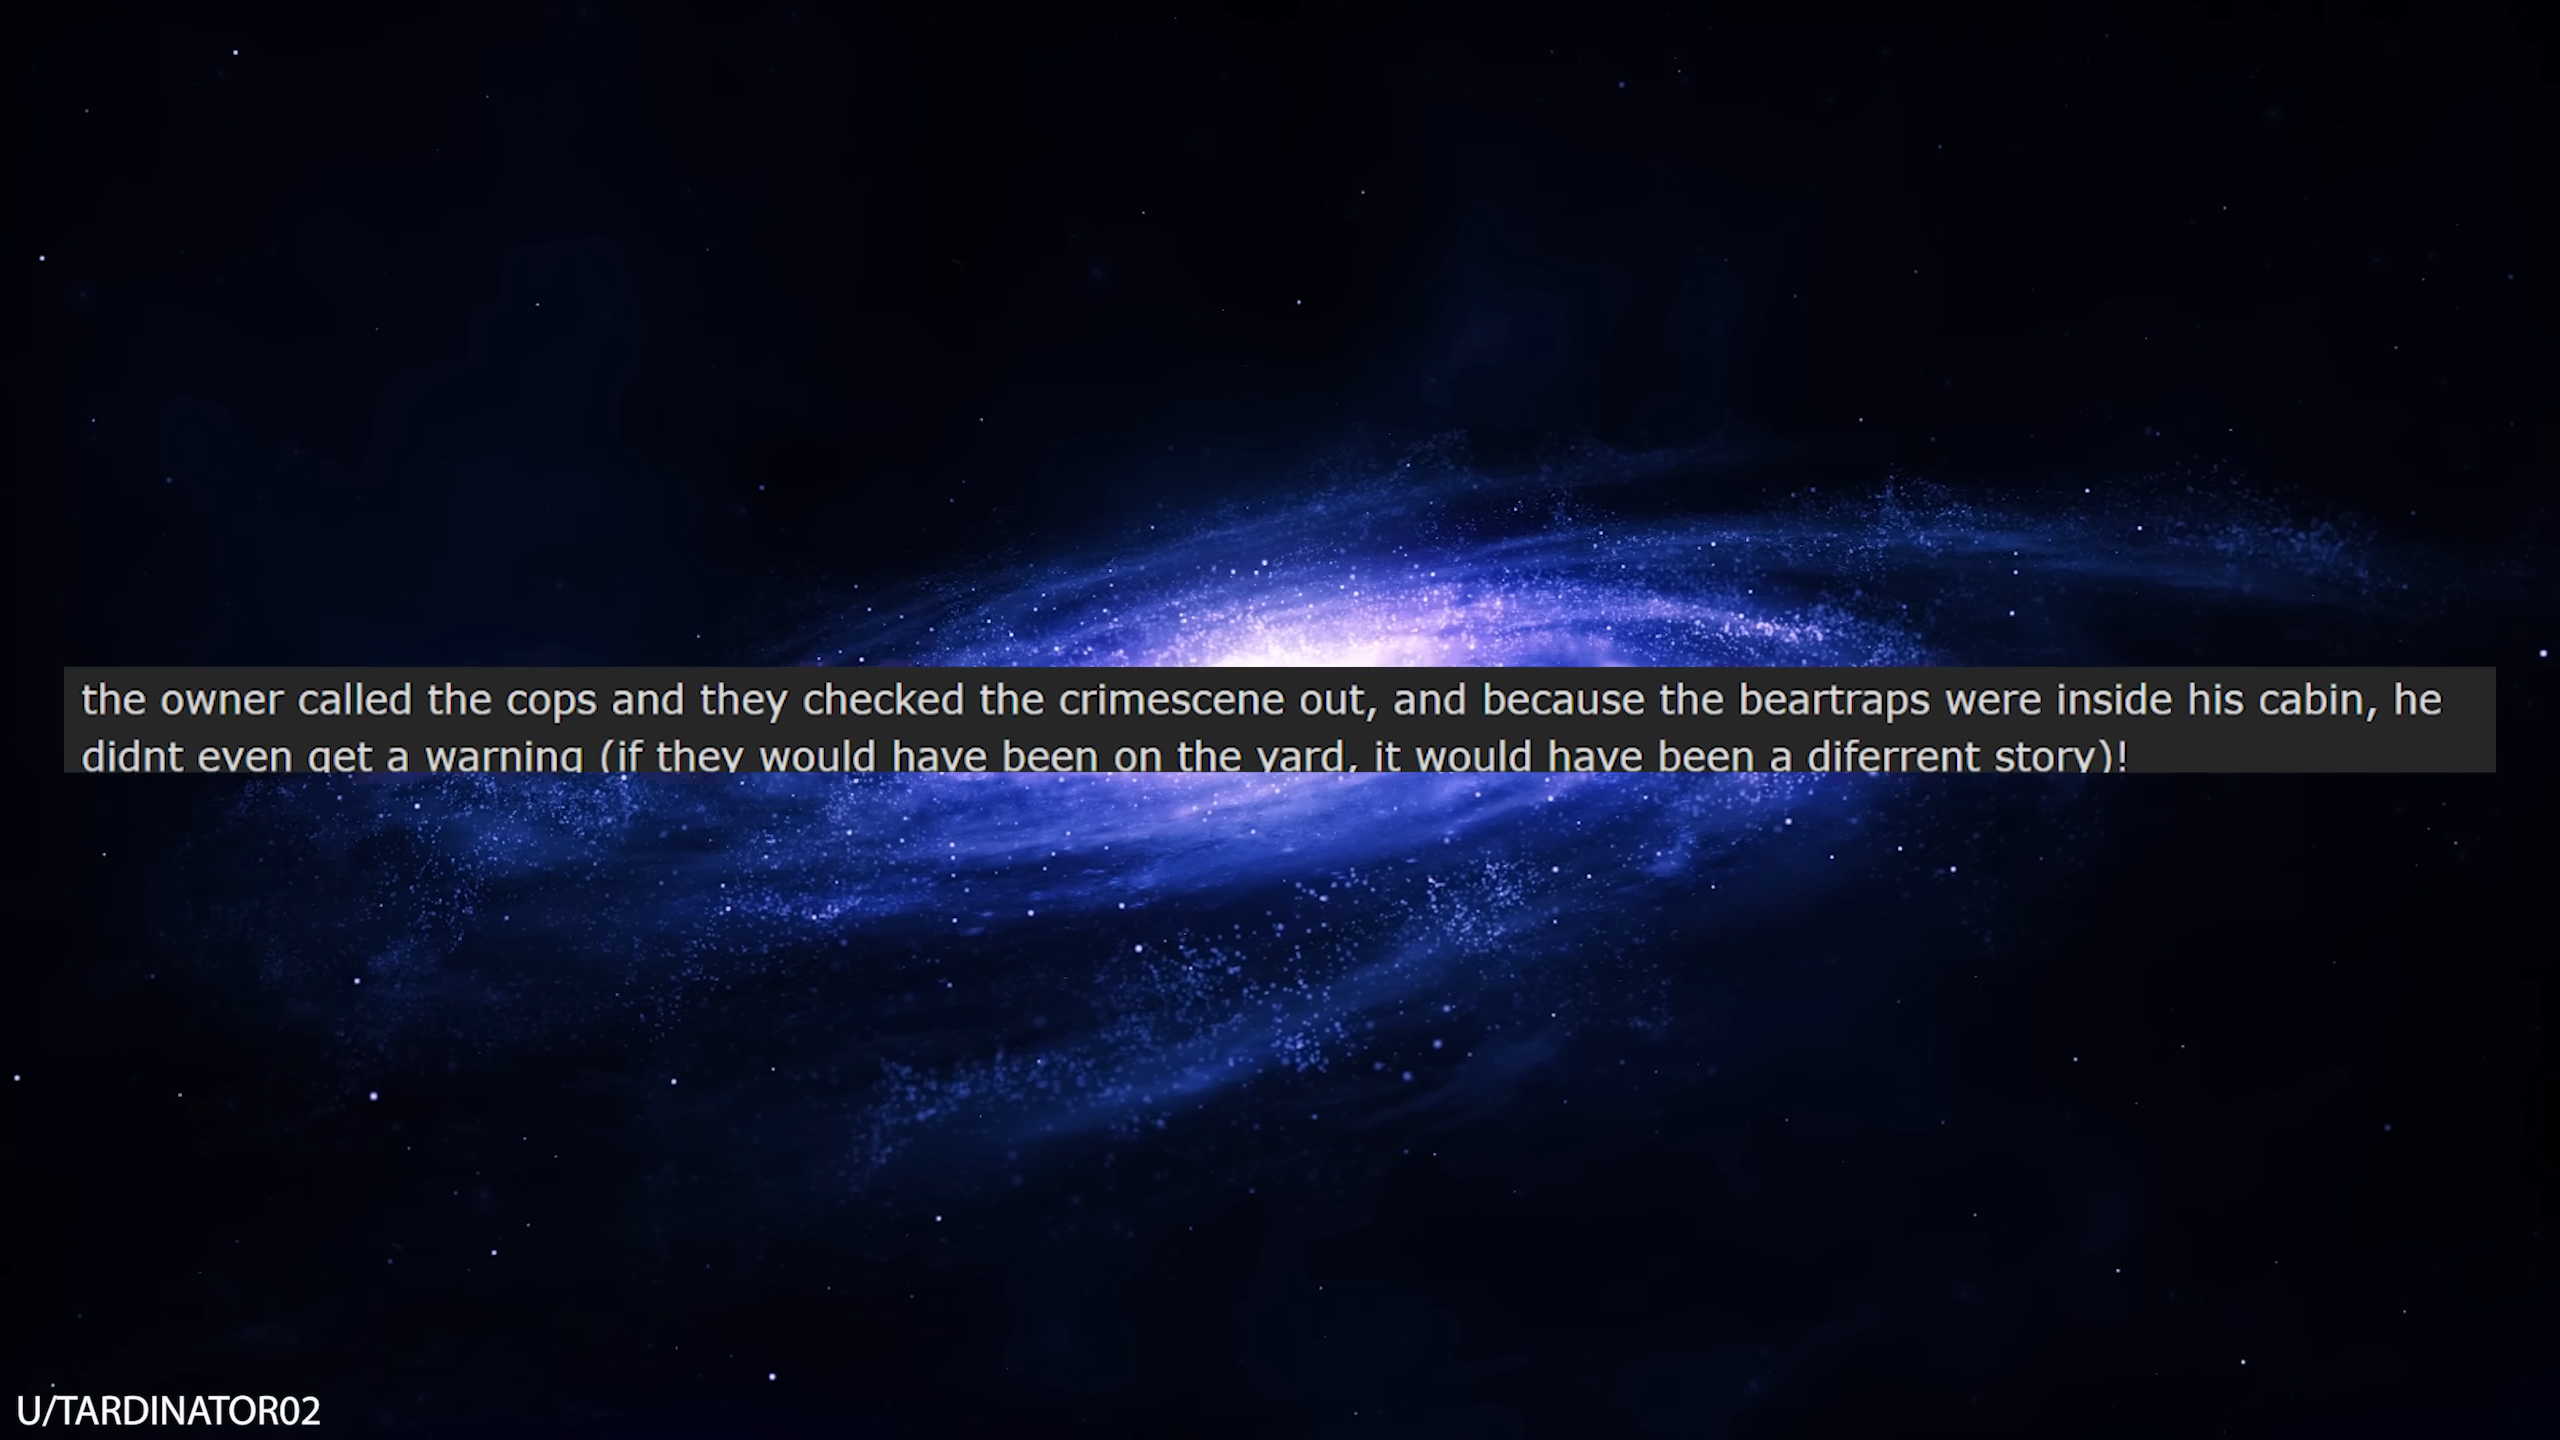 the owner called the cops and they checked the crimescene out, and because the beartraps were inside his cabin, he
didnt even get a warning (if they would have been on the yard, it would have been a diferrent story)!
U/TARDINATOR02